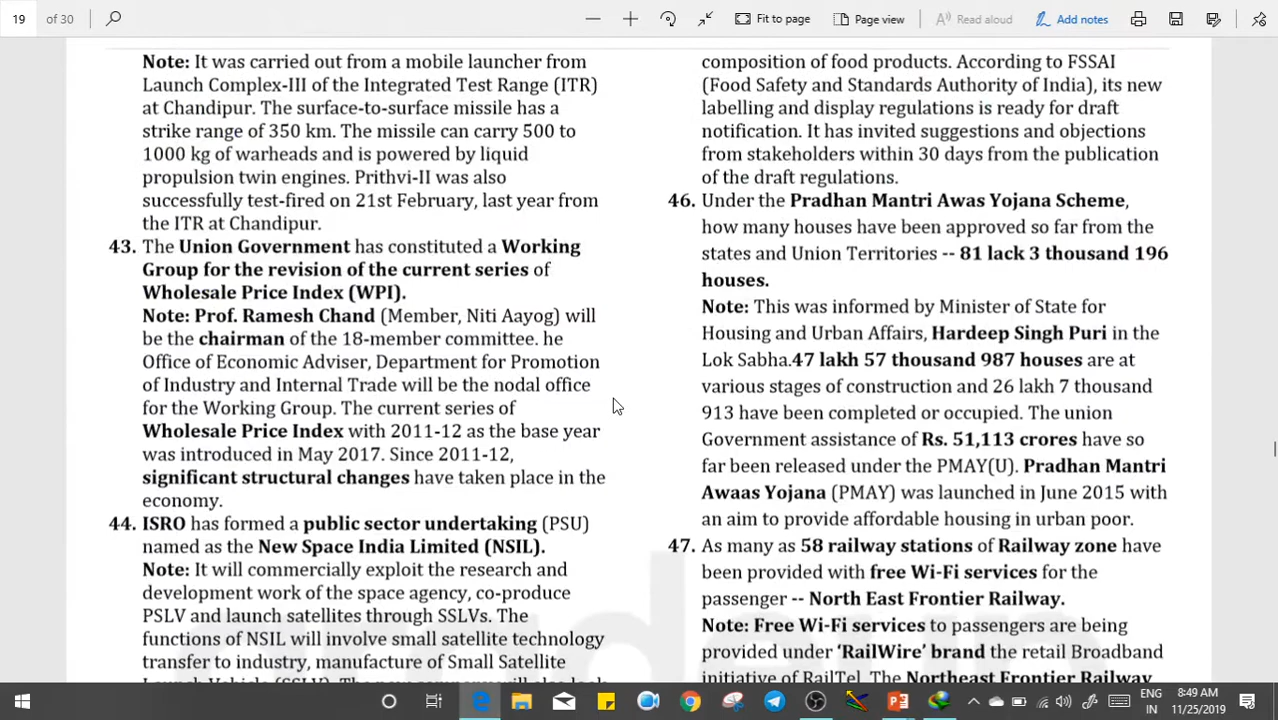 19 of 30
Fit to page
Page view
Read aloud
Add notes
Note: It was carried out from a mobile launcher from
Launch Complex-III of the Integrated Test Range (ITR)
at Chandipur. The surface-to-surface missile has a
strike range of 350 km. The missile can carry 500 to
1000 kg of warheads and is powered by liquid
propulsion twin engines. Prithvi-II was also
successfully test-fired on 21st February, last year from
the ITR at Chandipur.
43. The Union Government has constituted a Working
Group for the revision of the current series of
Wholesale Price Index (WPI).
Note: Prof. Ramesh Chand (Member, Niti Aayog) will
be the chairman of the 18-member committee. he
Office of Economic Adviser, Department for Promotion
of Industry and Internal Trade will be the nodal office
for the Working Group. The current series of
Wholesale Price Index with 2011-12 as the base year
was introduced in May 2017. Since 2011-12,
significant structural changes have taken place in the
economy.
44. ISRO has formed a public sector undertaking (PSU)
named as the New Space India Limited (NSIL).
Note: It will commercially exploit the research and
development work of the space agency, co-produce
PSLV and launch satellites through SSLVs. The
functions of NSIL will involve small satellite technology
transfer to industry, manufacture of Small Satellite
composition of food products. According to FSSAI
(Food Safety and Standards Authority of India), its new
labelling and display regulations is ready for draft
notification. It has invited suggestions and objections
from stakeholders within 30 days from the publication
of the draft regulations.
46. Under the Pradhan Mantri Awas Yojana Scheme,
how many houses have been approved so far from the
states and Union Territories -- 81 lack 3 thousand 196
houses.
Note: This was informed by Minister of State for
Housing and Urban Affairs, Hardeep Singh Puri in the
Lok Sabha.47 lakh 57 thousand 987 houses are at
various stages of construction and 26 lakh 7 thousand
913 have been completed or occupied. The union
Government assistance of Rs. 51,113 crores have so
far been released under the PMAY(U). Pradhan Mantri
Awaas Yojana (PMAY) was launched in June 2015 with
an aim to provide affordable housing in urban poor.
47. As many as 58 railway stations of Railway zone have
been provided with free Wi-Fi services for the
passenger -- North East Frontier Railway.
Note: Free Wi-Fi services to passengers are being
provided under ‘RailWire’ brand the retail Broadband
initiative of RailTel. The Northeast Frontier Railway
ENG
IN
8:49 AM
11/25/2019